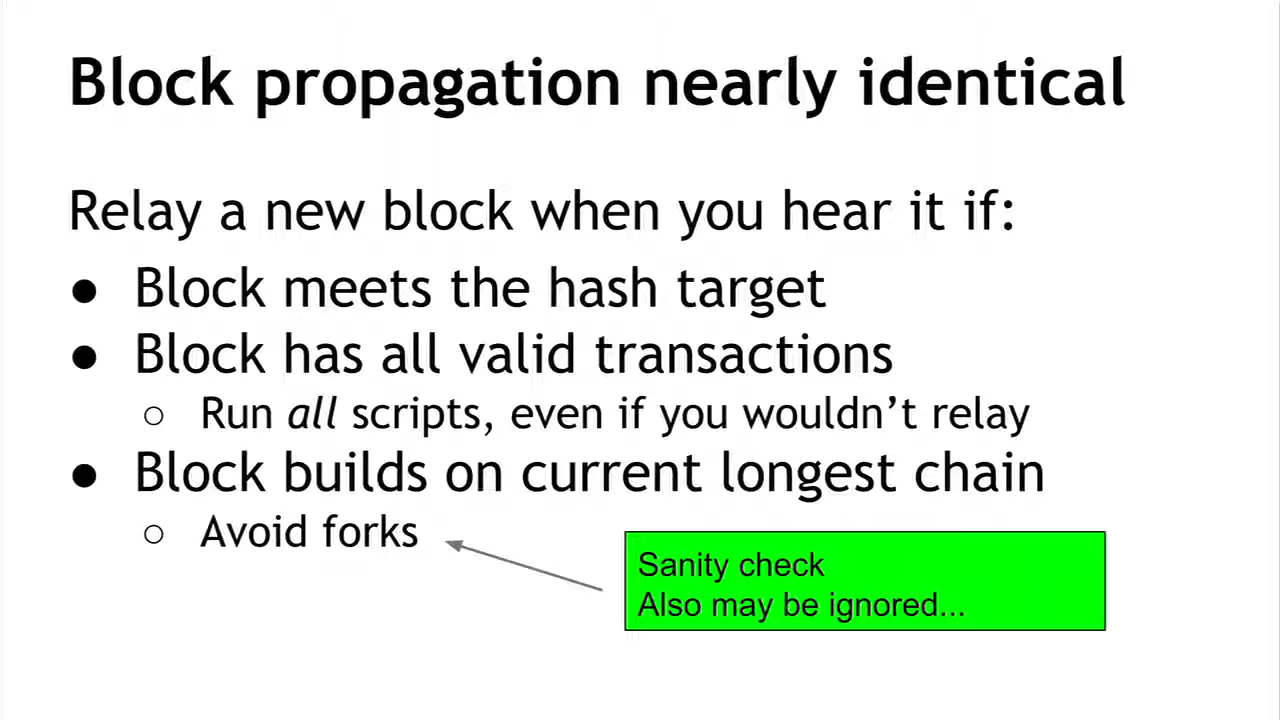 Block propagation nearly identical
Relay a new block when you hear it if:
● Block meets the hash target
● Block has all valid transactions
○ Run all scripts, even if you wouldn't relay
● Block builds on current longest chain
○ Avoid forks
Sanity check
Also may be ignored...